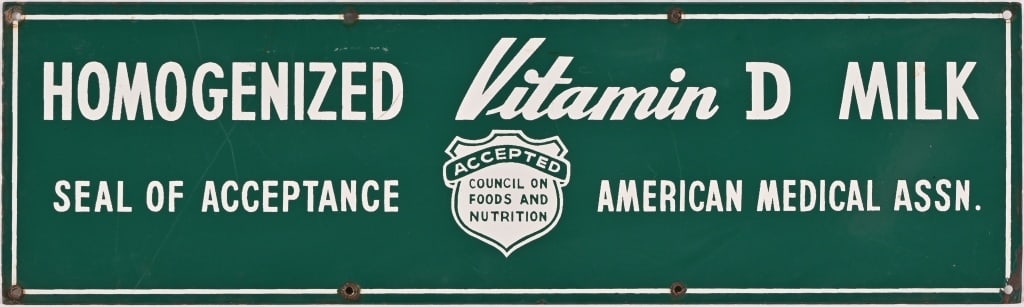 HOMOGENIZED Vitamin D MILK
SEAL OF ACCEPTANCE
ACCEPTED
COUNCIL ON
FOODS AND
NUTRITION
AMERICAN MEDICAL ASSN.